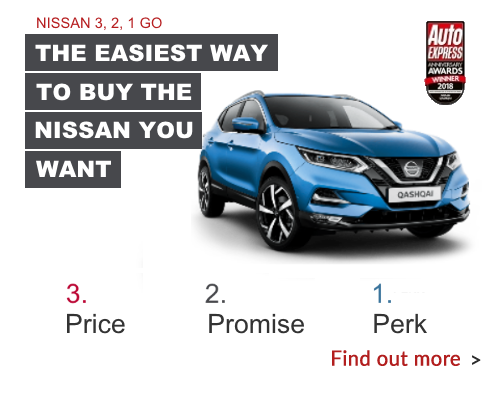 NISSAN 3, 2, 1 GO
THE EASIEST WAY
TO BUY THE
NISSAN YOU
WANT
Auto
EXPRESS
ANNIVERSARY
AWARDS
WINNER
2018
QASHQAI
3. 2. 1.
Price Promise Perk
Find out more >